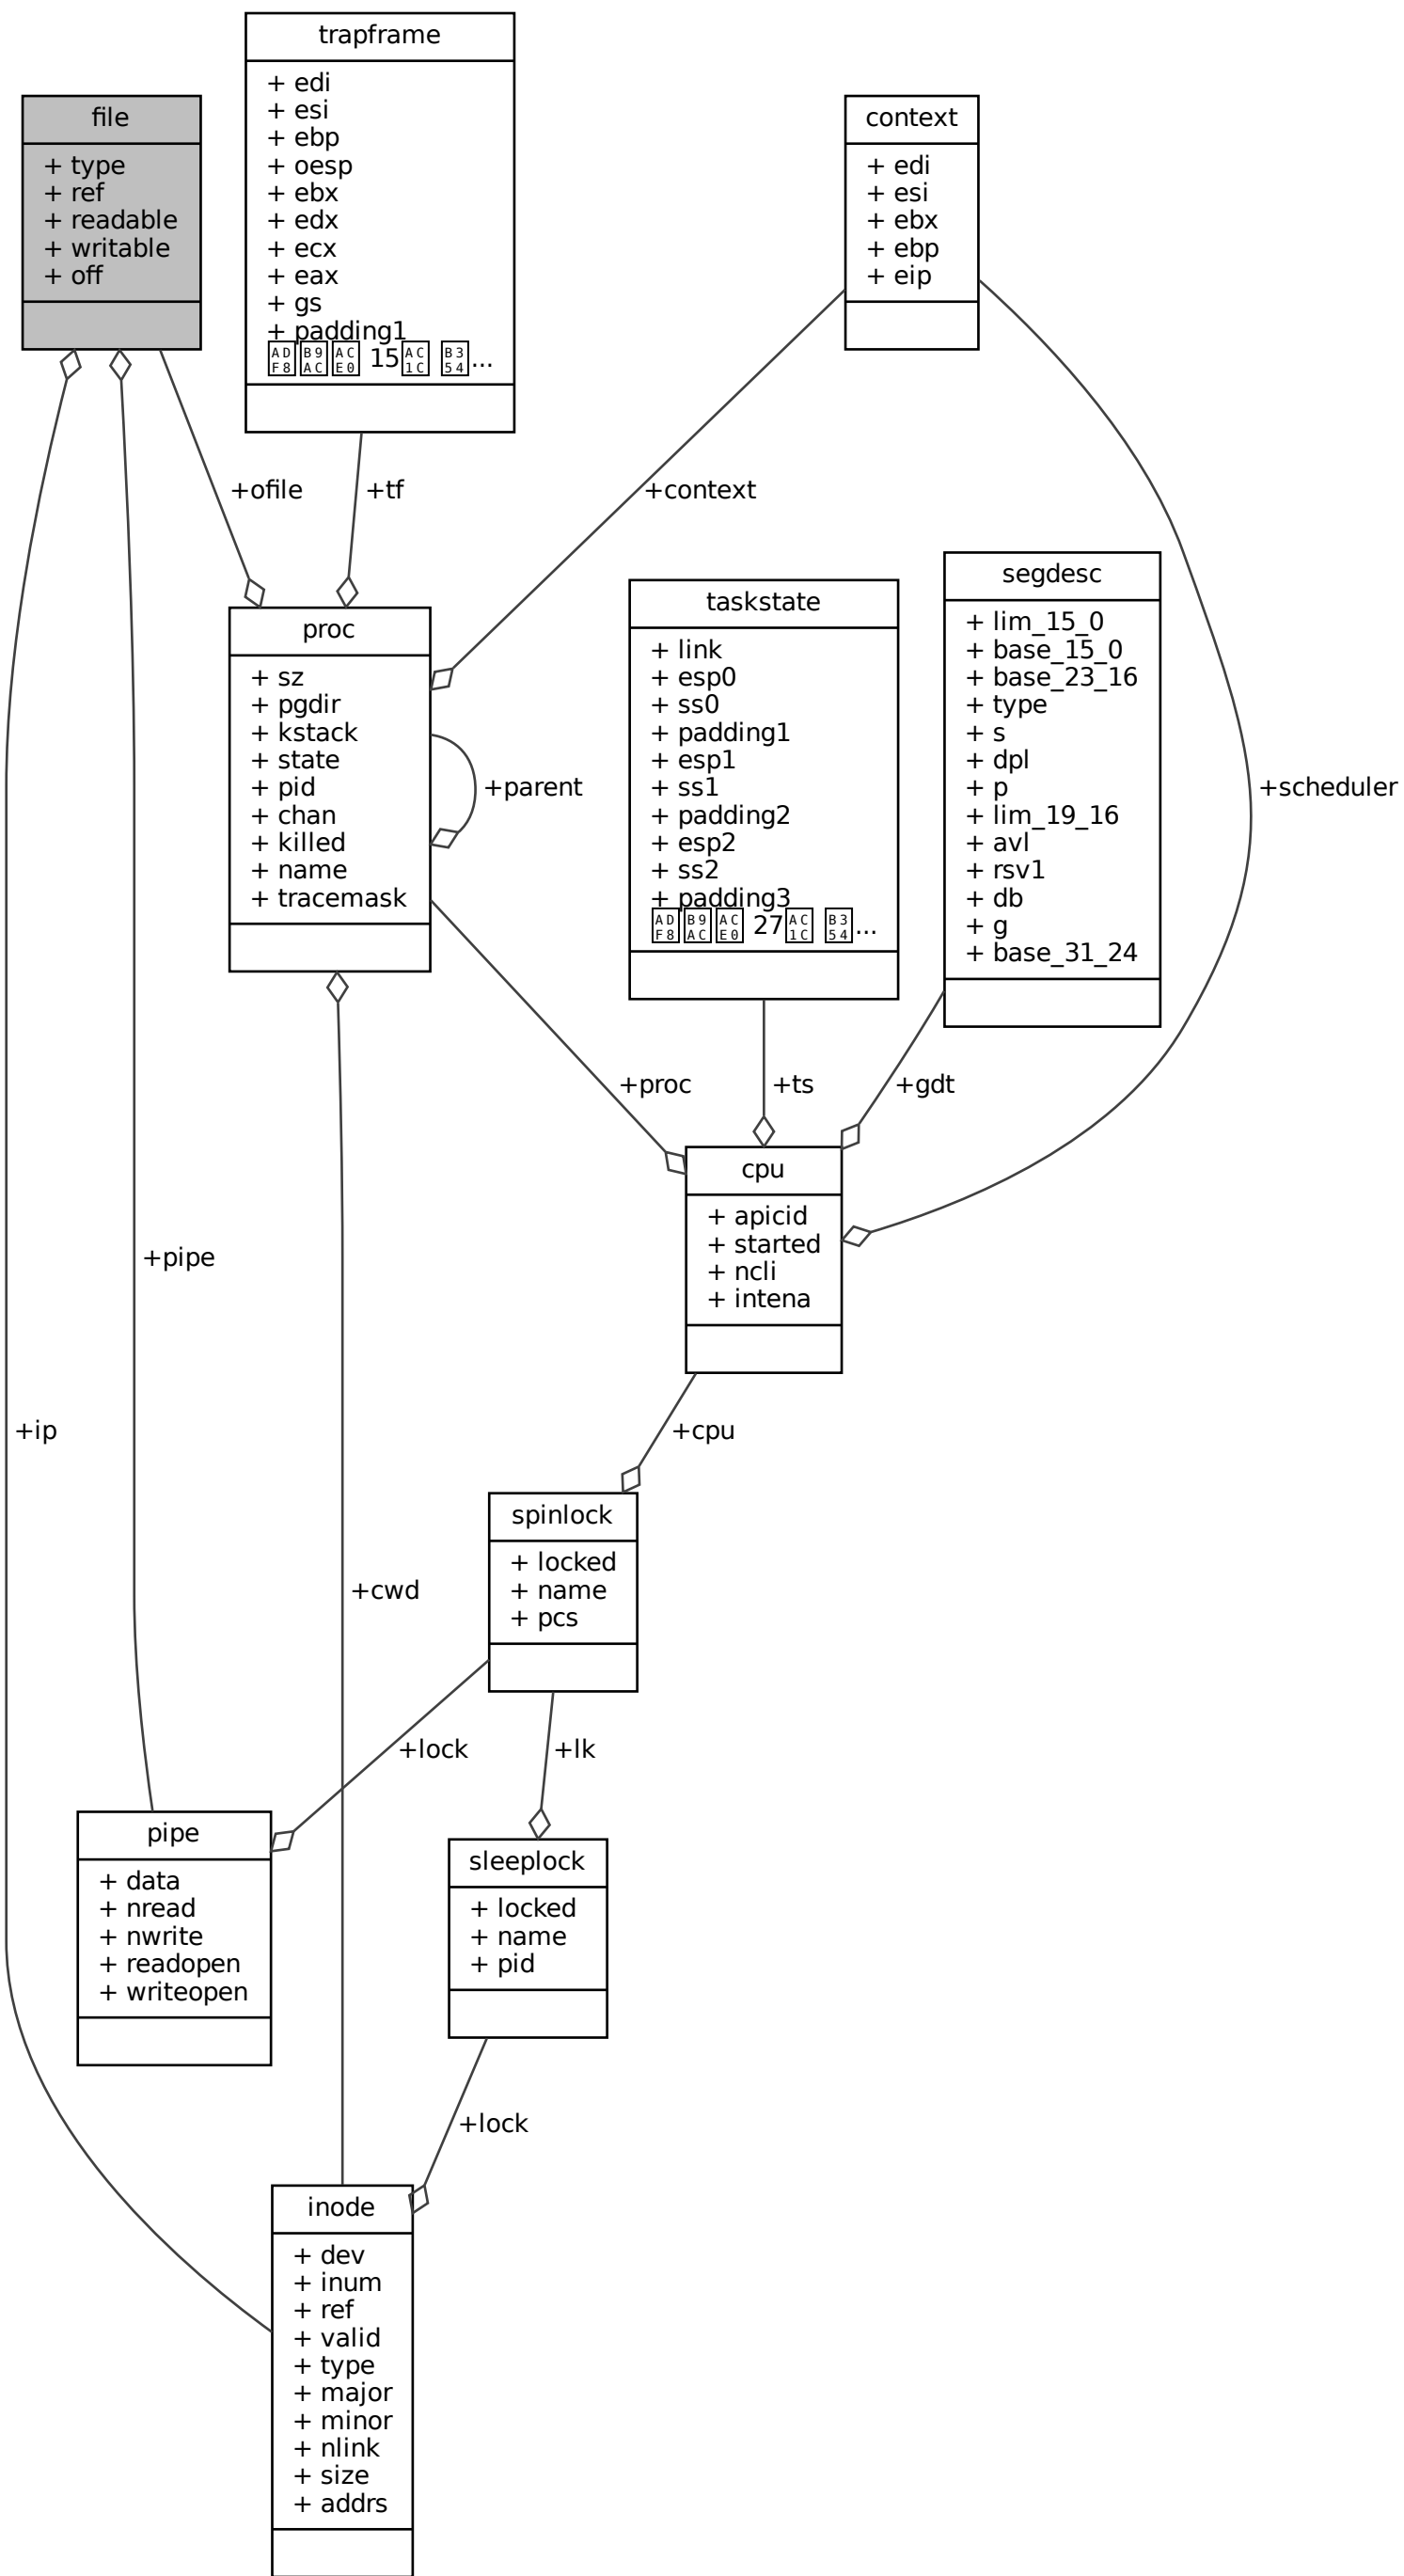 trapframe
+ edi
+ esi
+ ebp
+ oesp
+ ebx
+ edx
+ ecx
+ eax
+ gs
+ padding1
15 ...
file
+ type
+ ref
+ readable
+ writable
+ off
context
+ edi
+ esi
+ ebx
+ ebp
+ eip
+ofile
+tf
+context
proc
+ sz
+ pgdir
+ kstack
+ state
+ pid
+ chan
+ killed
+ name
+ tracemask
+parent
taskstate
+ link
+ esp0
+ ss0
+ padding1
+ esp1
+ ss1
+ padding2
+ esp2
+ ss2
+ padding3
27 ...
segdesc
+ lim_15_0
+ base_15_0
+ base_23_16
+ type
+ s
+ dpl
+ p
+ lim_19_16
+ avl
+ rsv1
+ db
+ g
+ base_31_24
+scheduler
+proc
+ts
+gdt
cpu
+ apicid
+ started
+ ncli
+ intena
+pipe
+ip
+cpu
spinlock
+ locked
+ name
+ pcs
+cwd
+lock
+lk
pipe
+ data
+ nread
+ nwrite
+ readopen
+ writeopen
sleeplock
+ locked
+ name
+ pid
+lock
inode
+ dev
+ inum
+ ref
+ valid
+ type
+ major
+ minor
+ nlink
+ size
+ addrs